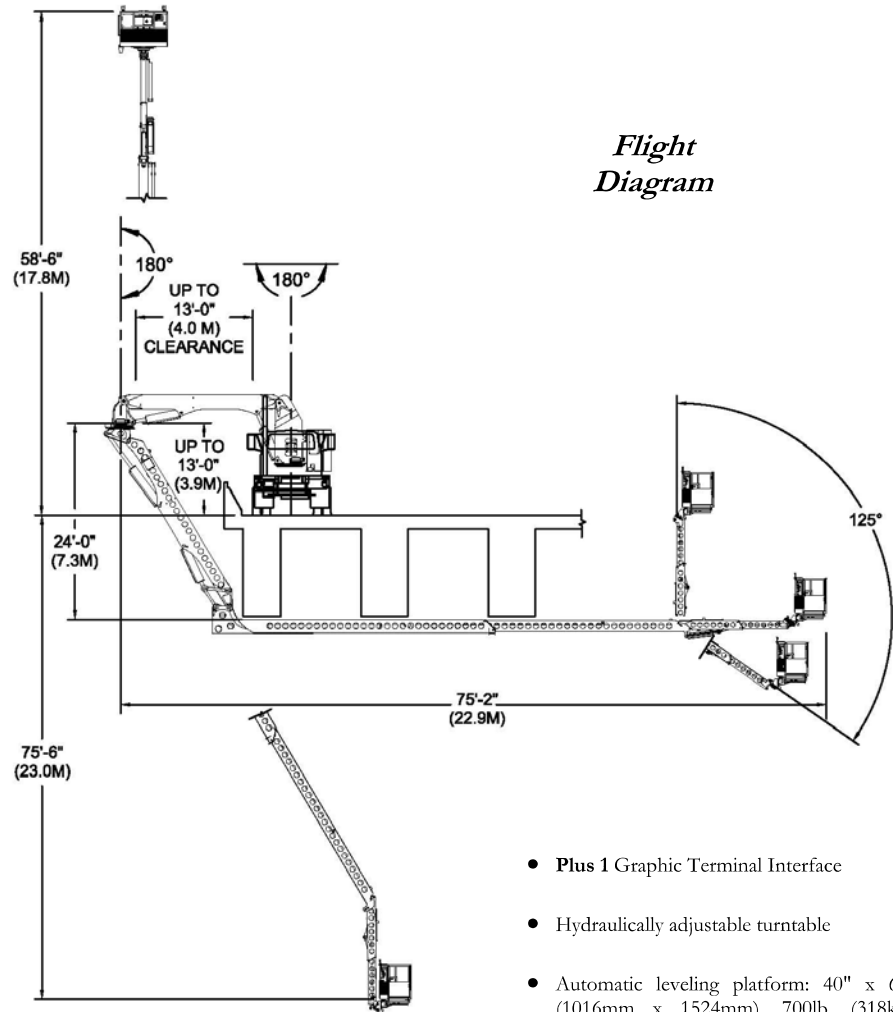 Flight
Diagram
58'-6"
(17.8M)
180°
180°
UP TO
13'-0"
(4.0 M)
CLEARANCE
UP TO
13'-0"
(3.9M)
24'-0"
(7.3M)
125°
75'-2"
(22.9M)
75'-6"
(23.0M)
• Plus 1 Graphic Terminal Interface
• Hydraulically adjustable turntable
• Automatic leveling platform: 40" x
(1016mm x 1524mm), 700lb. (318k